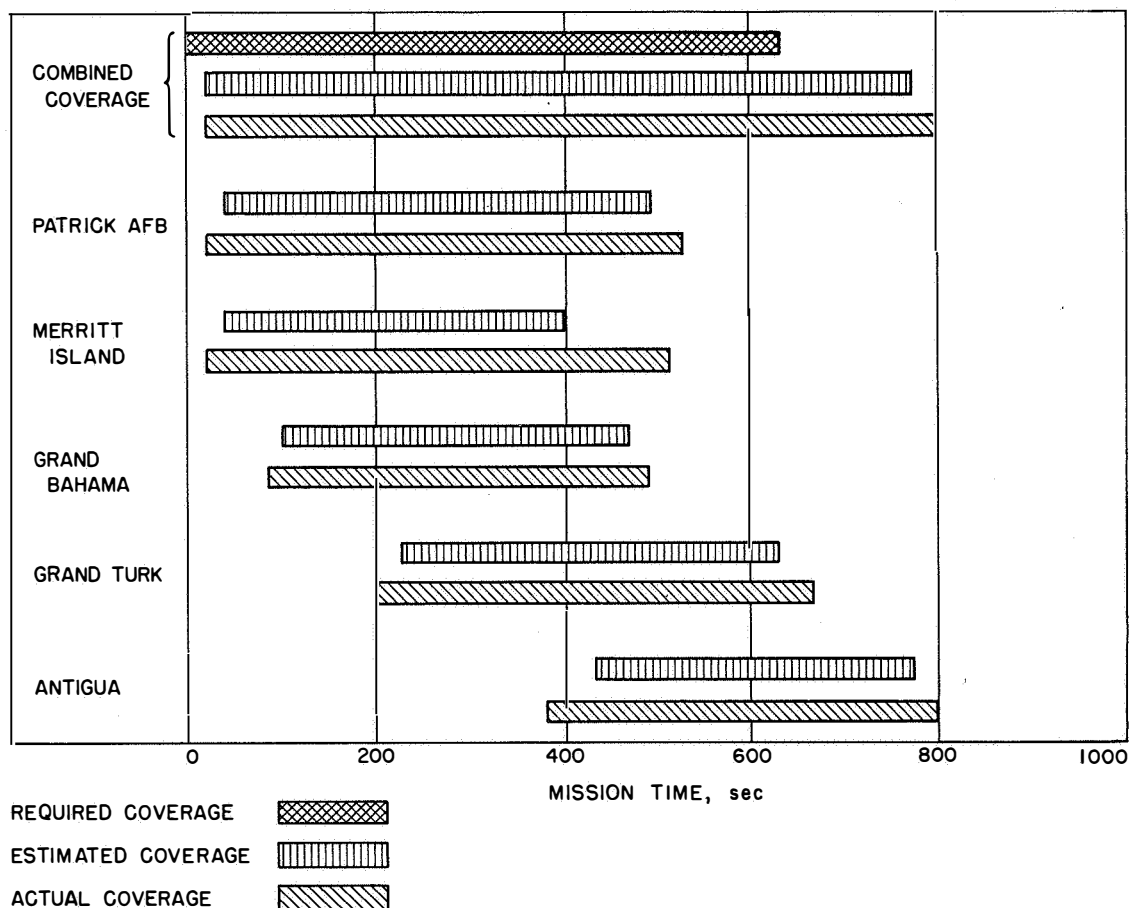 COMBINED
COVERAGE
PATRICK AFB
MERRITT
ISLAND
GRAND
BAHAMA
GRAND TURK
ANTIGUA
0 200 400 600 800 1000
MISSION TIME, sec
REQUIRED COVERAGE
ESTIMATED COVERAGE
ACTUAL COVERAGE